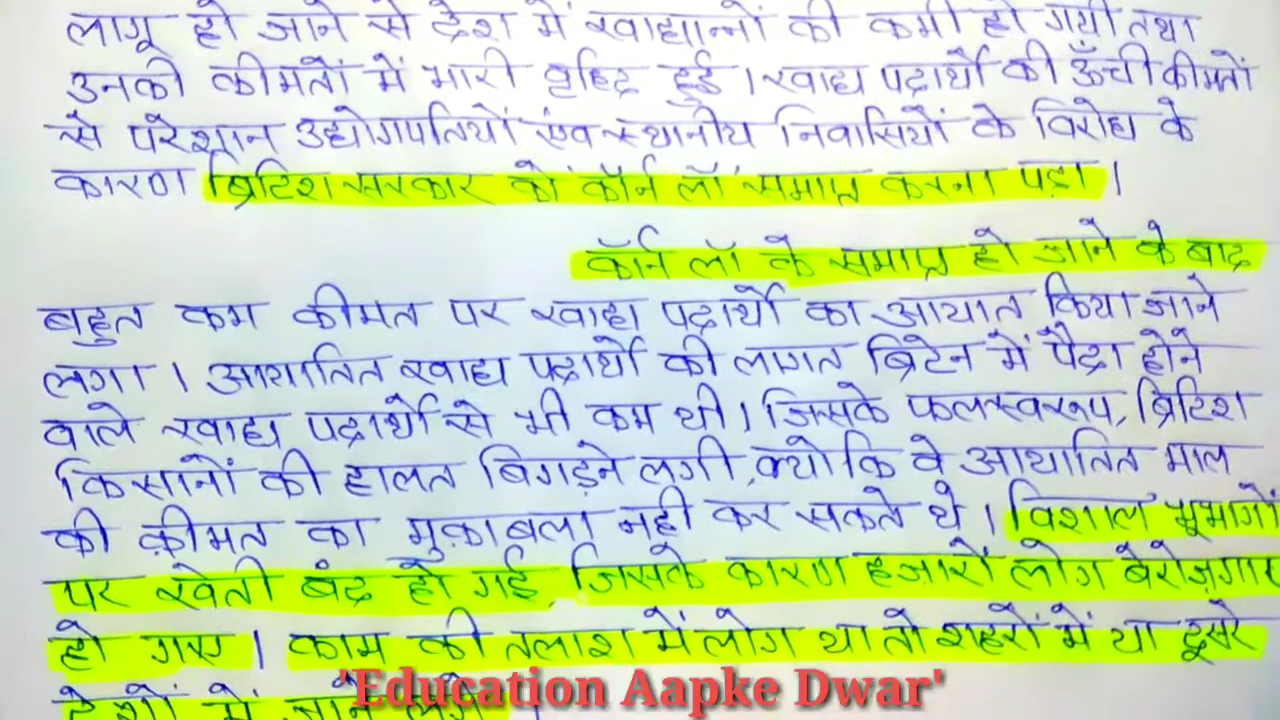 लागू हो जाने से देश में खाद्यान्नों की कमी हो गयी तथा
उनकी कीमतों में भारी वृद्धि हुई । खाद्य पदार्थों की ऊँची कीमतों
से परेशान उद्योगपतियों एंव स्थानीय निवासियों के विरोध के
कारण ब्रिटिश सरकार को कॉर्न लॉ समाप्त करना पड़ा ।
कॉर्न लॉ के समाप्त हो जाने के बाद
बहुत कम कीमत पर खाद्य पदार्थों का आयात किया जाने
लगा । आयातित खाद्य पदार्थों की लागत ब्रिटेन में पैदा होने
वाले खाद्य पदार्थों से भी कम थी । जिसके फलस्वरूप, ब्रिटिश
किसानों की हालत बिगड़ने लगी, क्योकि वे आयातित माल
की क़ीमत का मुक़ाबला नही कर सकते थे । विशाल भूभागों
पर खेती बंद हो गई, जिसके कारण हजारों लोग बेरोज़गार
हो गए । काम की तलाश में लोग या तो शहरों में या दूसरे
देशों में जाने लगे ।
'Education Aapke Dwar'